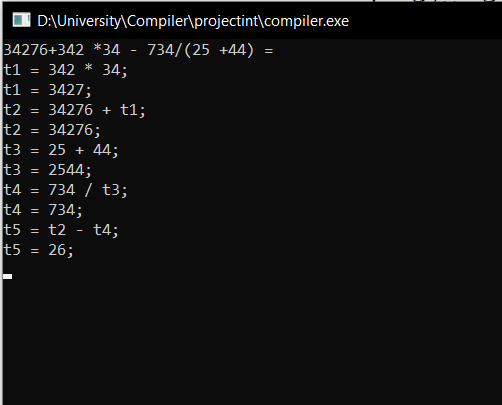 D:\University\Compiler\projectint\compiler.exe
34276+342 *34 - 734/(25 +44) =
t1 = 342 * 34;
t1 = 3427;
t2 = 34276 + t1;
t2 = 34276;
t3 = 25 + 44;
t3 = 2544;
t4 = 734 / t3;
t4 = 734;
t5 = t2 - t4;
t5 = 26;